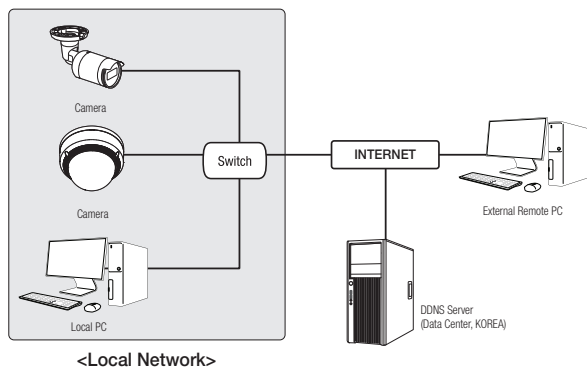 Camera
Camera
Local PC
Switch
INTERNET
External Remote PC
DDNS Server
(Data Center, KOREA)
<Local Network>